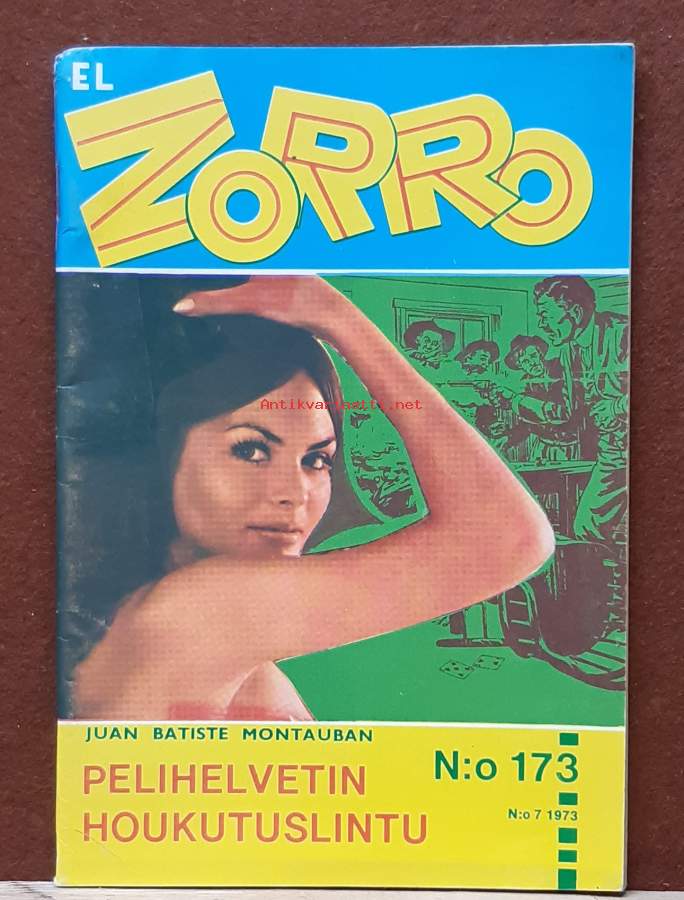 EL
ZORRO
Antikvariaatti.net
JUAN BATISTE MONTAUBAN
PELIHELVETIN
HOUKUTUSLINTU
N:o 173
N:o 7 1973